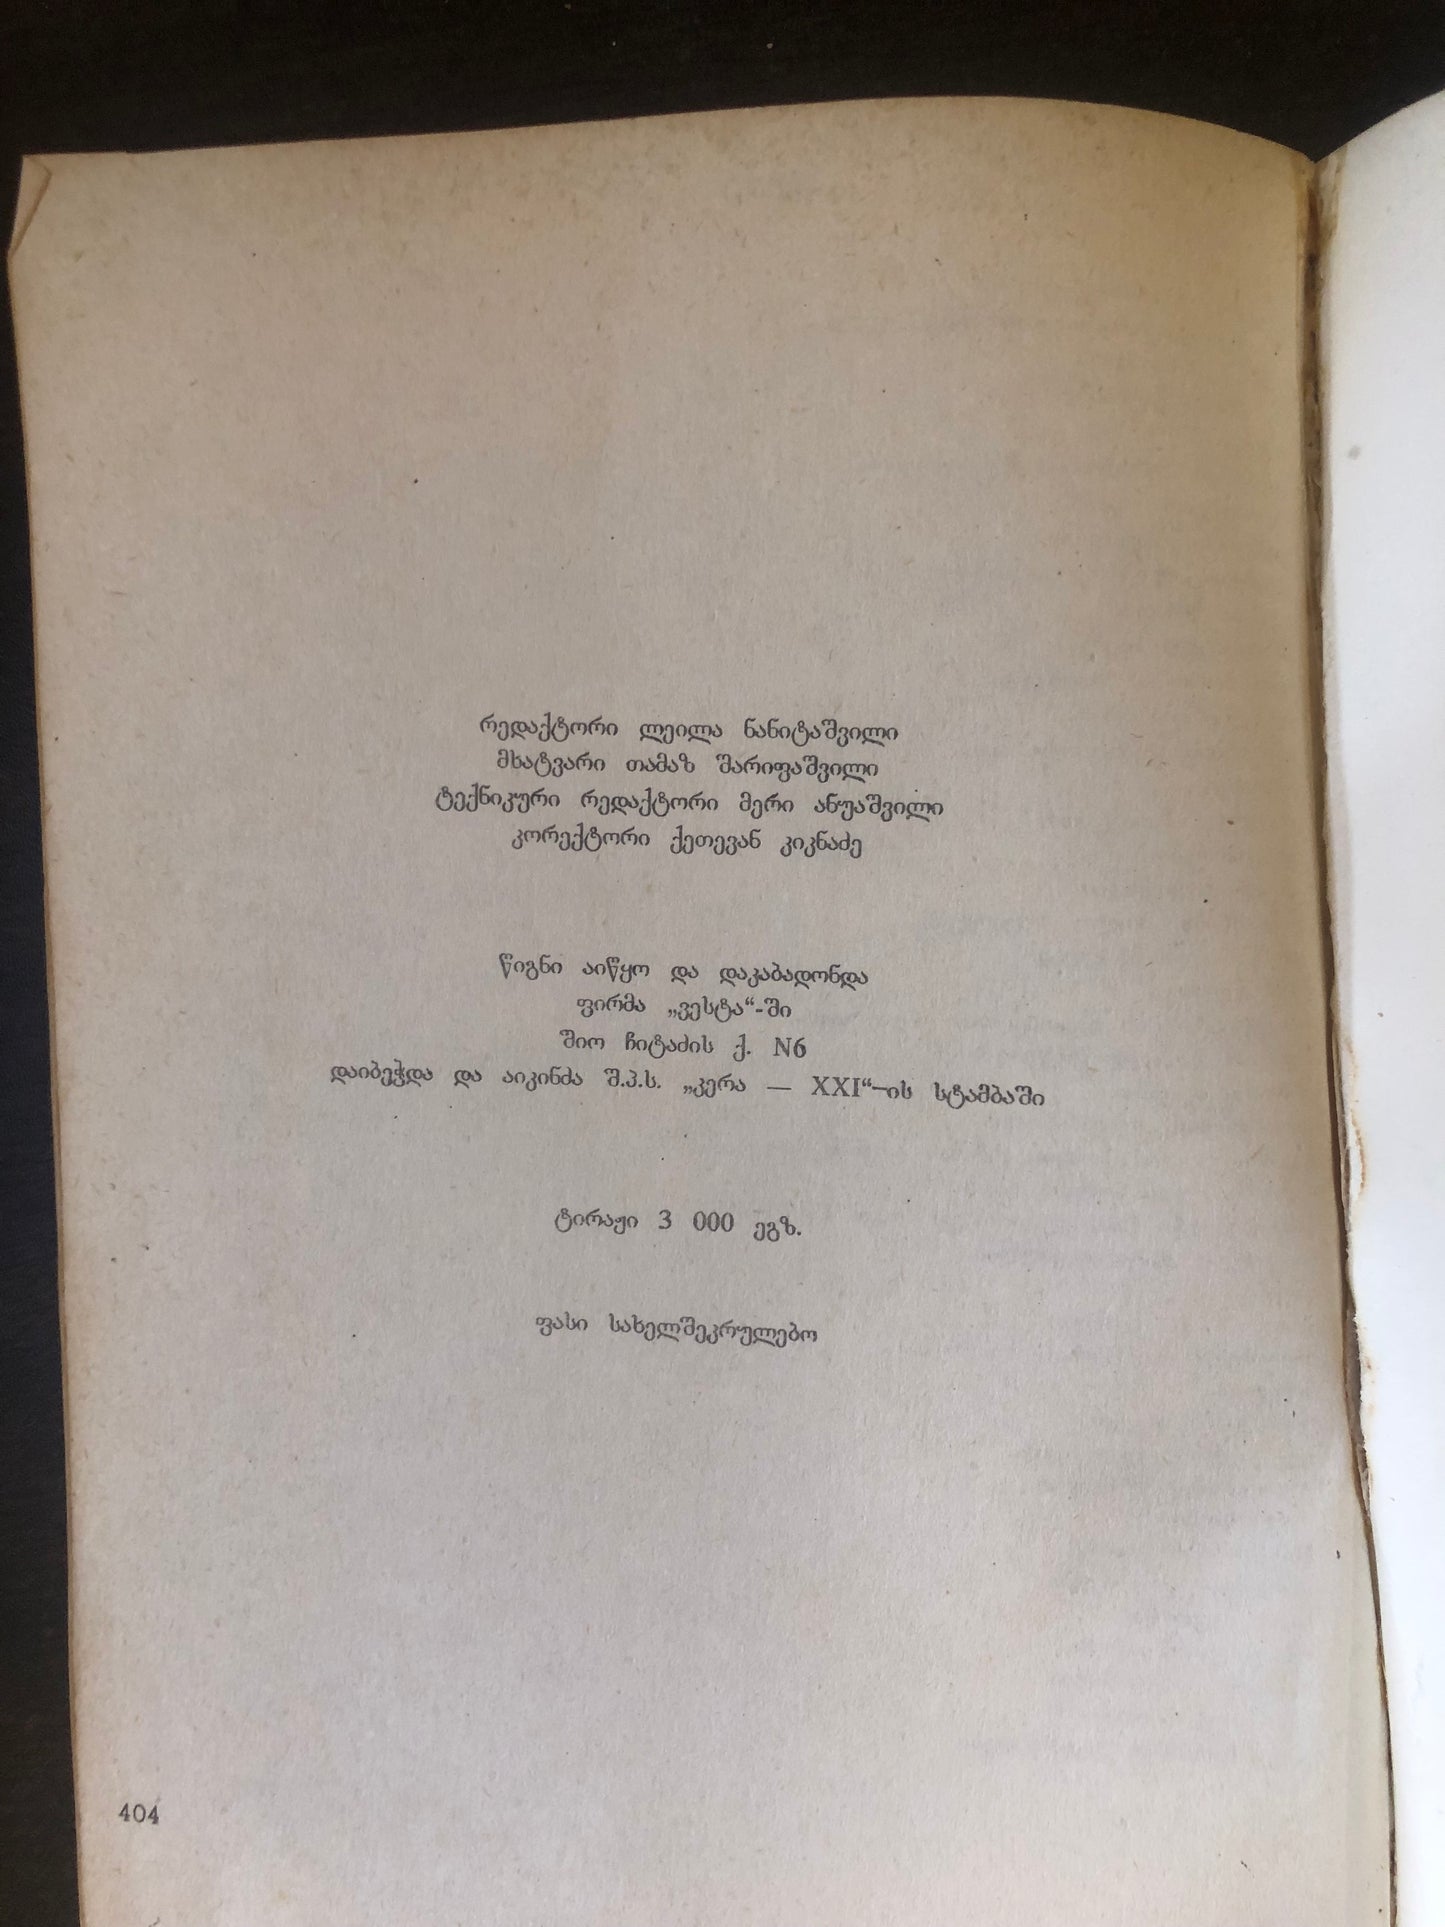 რედაქტორი ლეილა ნანიტაშვილი
მხატვარი თამაზ შარიფაშვილი
ტექნიკური რედაქტორი მერი ანუაშვილი
კორექტორი ქეთევან კიკნაძე
წიგნი აიწყო და დაკაბადონდა
ფირმა „ვესტა“-ში
შიო ჩიტაძის ქ. N6
დაიბეჭდა და აიკინძა შ.პ.ს. „კერა — XXI“–ის სტამბაში
ტირაჟი 3 000 ეგზ.
ფასი სახელშეკრულებო
404